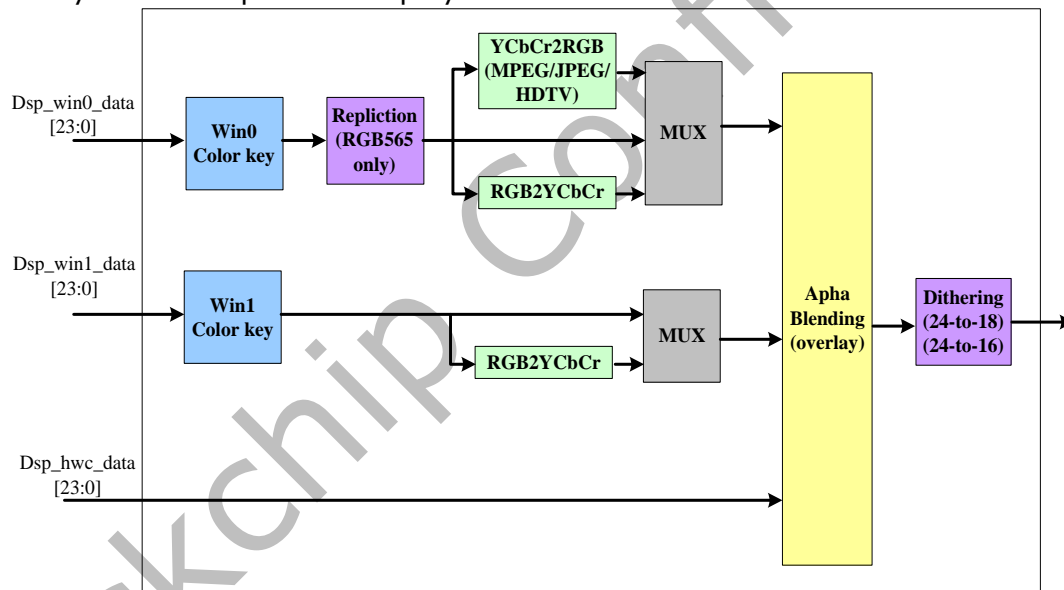 Dsp_win0_data
[23:0]
Win0
Color key
Repliction
(RGB565
only)
YCbCr2RGB
(MPEG/JPEG/
HDTV)
RGB2YCbCr
MUX
Dsp_win1_data
[23:0]
Win1
Color key
RGB2YCbCr
MUX
Apha
Blending
(overlay)
Dithering
(24-to-18)
(24-to-16)
Dsp_hwc_data
[23:0]